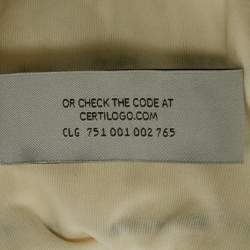 OR CHECK THE CODE AT
CERTILOGO.COM
CLG 751 001 002 765